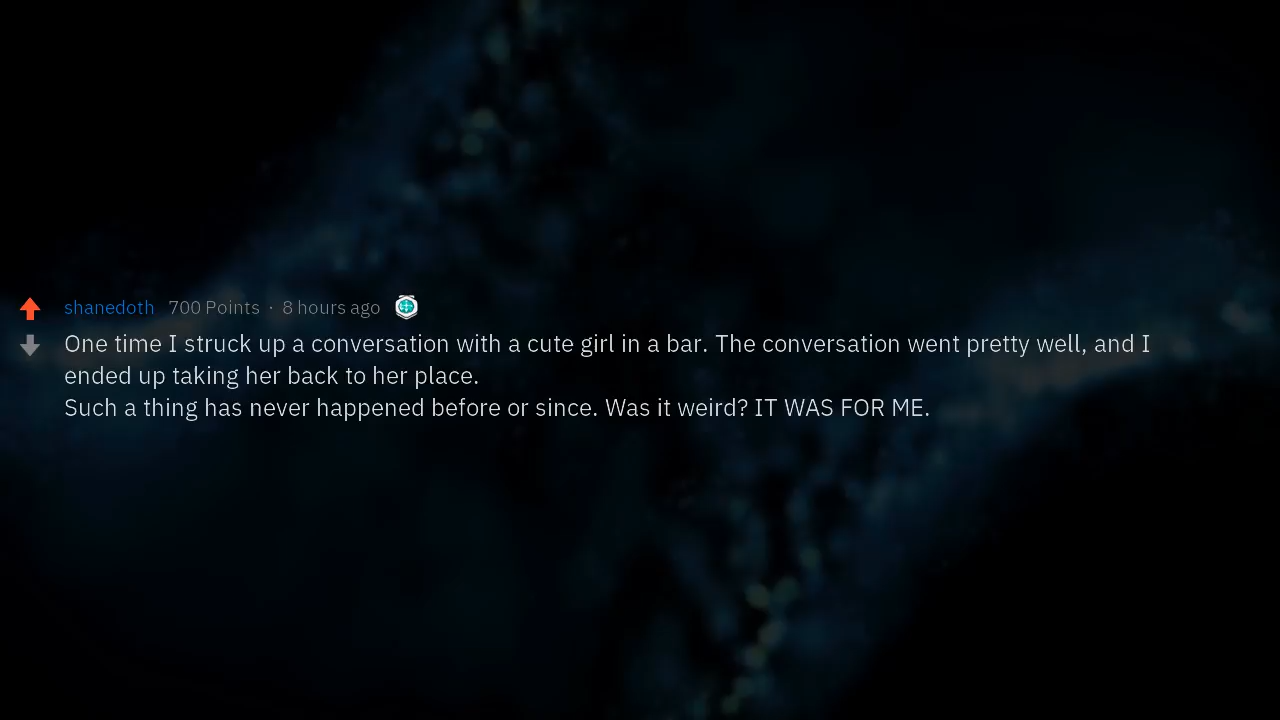 shanedoth 700 Points · 8 hours ago
One time I struck up a conversation with a cute girl in a bar. The conversation went pretty well, and I
ended up taking her back to her place.
Such a thing has never happened before or since. Was it weird? IT WAS FOR ME.